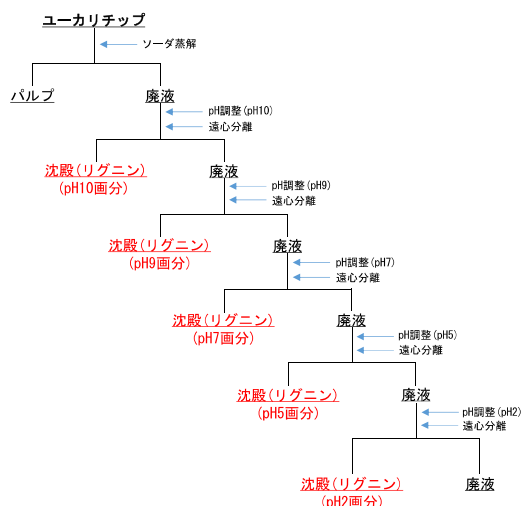 ユーカリチップ
ソーダ蒸解
パルプ
廃液
pH調整(pH10)
遠心分離
沈殿(リグニン)
(pH10画分)
廃液
pH調整(pH9)
遠心分離
沈殿(リグニン)
(pH9画分)
廃液
pH調整(pH7)
遠心分離
沈殿(リグニン)
(pH7画分)
廃液
pH調整(pH5)
遠心分離
沈殿(リグニン)
(pH5画分)
廃液
pH調整(pH2)
遠心分離
沈殿(リグニン)
(pH2画分)
廃液